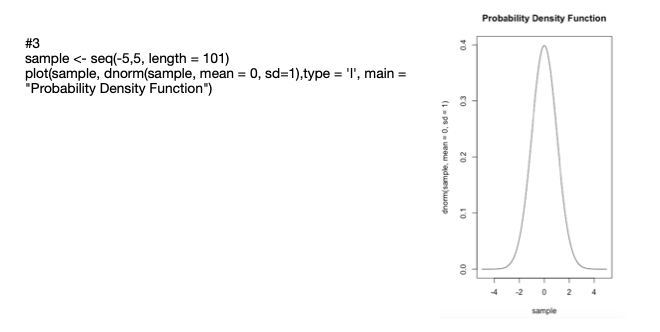 #3
sample <- seq(-5,5, length = 101)
plot(sample, dnorm(sample, mean = 0, sd=1),type = 'l', main =
"Probability Density Function")
Probability Density Function
dnorm(sample, mean = 0, sd = 1)
0.4
0.3
0.2
0.1
0.0
-4 -2 0 2 4
sample